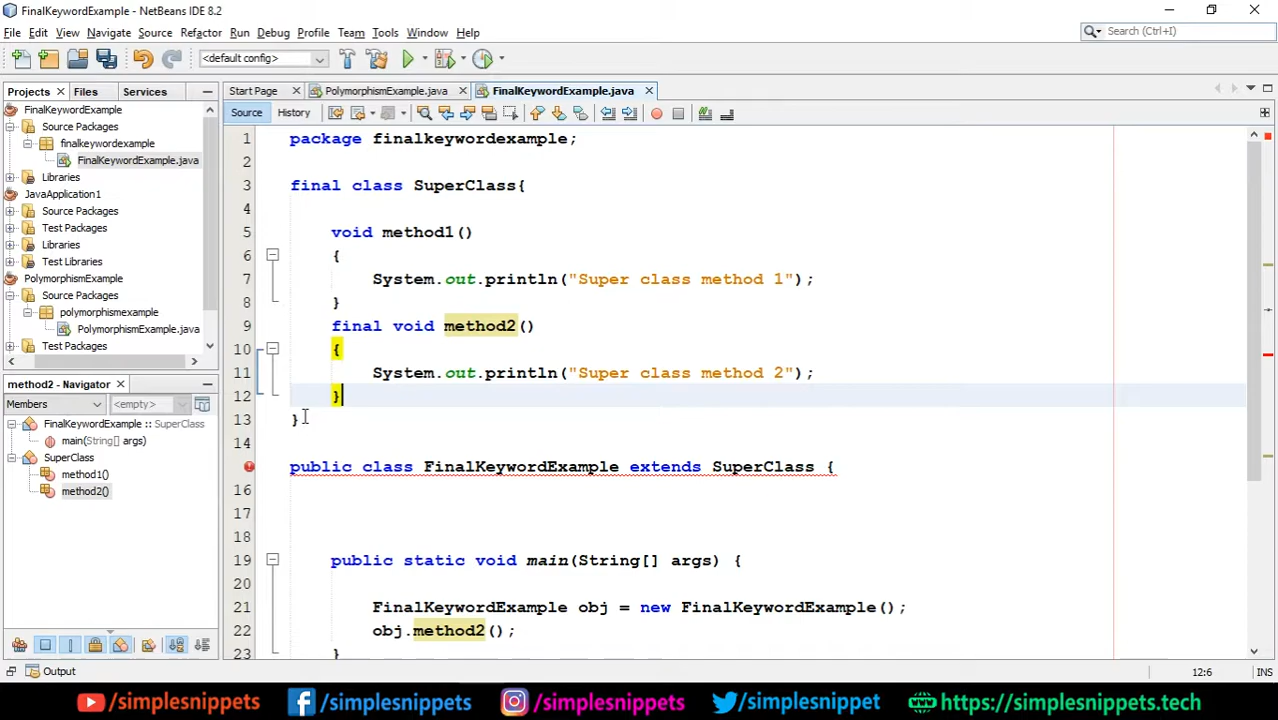 FinalKeywordExample - NetBeans IDE 8.2
File Edit View Navigate Source Refactor Run Debug Profile Team Tools Window Help
Search (Ctrl+I)
<default config>
Projects Files Services
Start Page PolymorphismExample.java FinalKeywordExample.java
Source History
FinalKeywordExample
Source Packages
finalkeywordexample
FinalKeywordExample.java
Libraries
JavaApplication1
Source Packages
Test Packages
Libraries
Test Libraries
PolymorphismExample
Source Packages
polymorphismexample
PolymorphismExample.java
Test Packages
method2 - Navigator
Members <empty>
FinalKeywordExample :: SuperClass
main(String[] args)
SuperClass
method1()
method2()
1 package finalkeywordexample;
2
3 final class SuperClass{
4
5 void method1()
6 {
7 System.out.println("Super class method 1");
8 }
9 final void method2()
10 {
11 System.out.println("Super class method 2");
12 }
13 }
14
public class FinalKeywordExample extends SuperClass {
16
17
18
19 public static void main(String[] args) {
20
21 FinalKeywordExample obj = new FinalKeywordExample();
22 obj.method2();
23 }
Output
12:6 INS
/simplesnippets /simplesnippets /simplesnippets /simplesnippets https://simplesnippets.tech